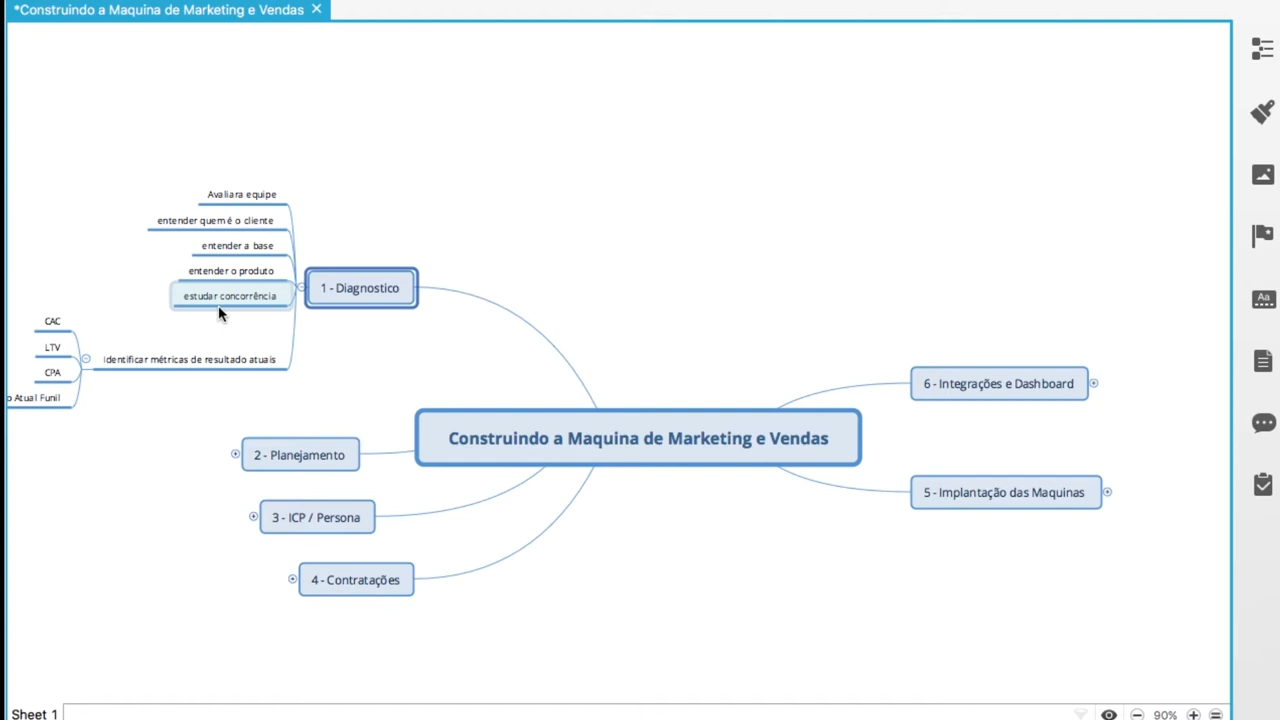 *Construindo a Maquina de Marketing e Vendas
Avaliara equipe
entender quem é o cliente
entender a base
entender o produto
estudar concorrência
1 - Diagnostico
CAC
LTV
CPA
o Atual Funil
identificar métricas de resultado atuais
6 - Integrações e Dashboard
Construindo a Maquina de Marketing e Vendas
2 - Planejamento
5 - Implantação das Maquinas
3 - ICP / Persona
4 - Contratações
Aa
Sheet 1
90%